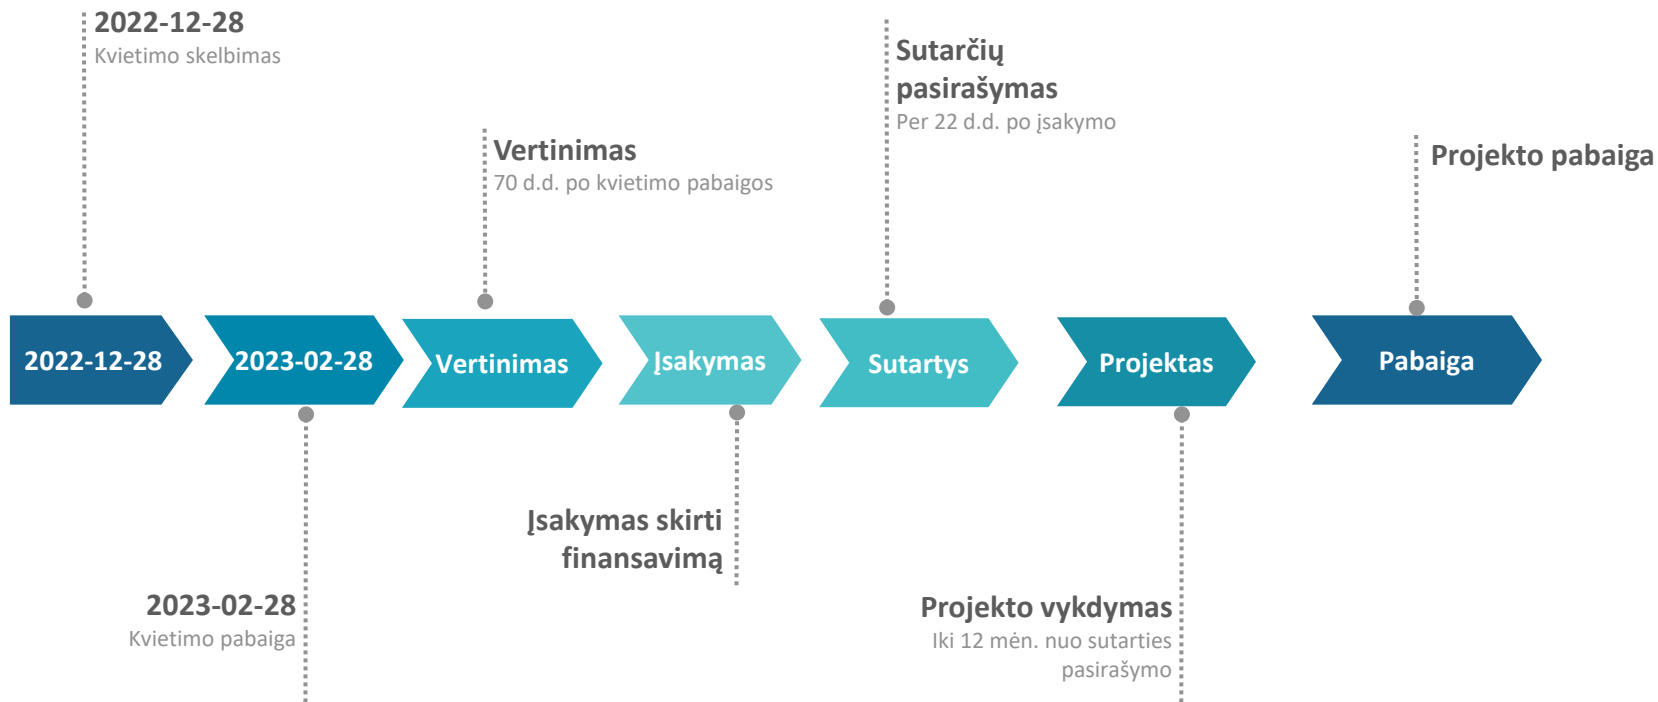 2022-12-28
Kvietimo skelbimas
Sutarčių
pasirašymas
Per 22 d.d. po įsakymo
Vertinimas
70 d.d. po kvietimo pabaigos
Projekto pabaiga
2022-12-28
2023-02-28
Vertinimas
Įsakymas
Sutartys
Projektas
Pabaiga
Įsakymas skirti
finansavimą
2023-02-28
Kvietimo pabaiga
Projekto vykdymas
Iki 12 mėn. nuo sutarties
pasirašymo